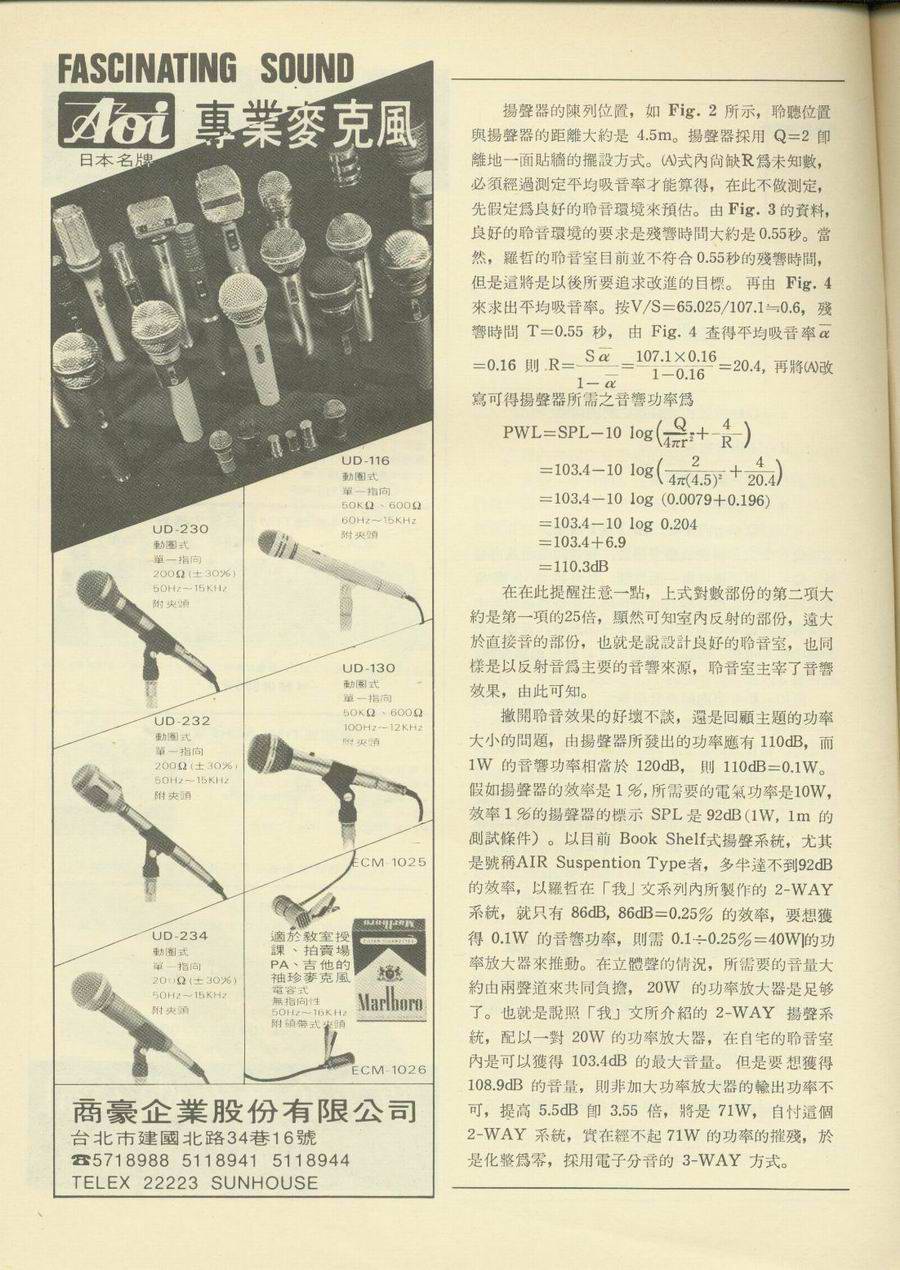 FASCINATING SOUND
Aoi 專業麥克風
日本名牌
UD-116
動圈式
單一指向
50KΩ、600Ω
60Hz~15KHz
附夾頭
UD-230
動圈式
單一指向
200Ω(±30%)
50Hz~15KHz
附夾頭
UD-130
動圈式
單一指向
50KΩ、600Ω
100Hz~12KHz
附夾頭
UD-232
動圈式
單一指向
200Ω(±30%)
50Hz~15KHz
附夾頭
ECM-1025
UD-234
動圈式
單一指向
200Ω(±30%)
50Hz~15KHz
附夾頭
適於教室授
課、拍賣場
PA、吉他的
袖珍麥克風
電容式
無指向性
50Hz~16KHz
附領帶式夾頭
Marlboro
Marlboro
ECM-1026
商豪企業股份有限公司
台北市建國北路34巷16號
☎5718988 5118941 5118944
TELEX 22223 SUNHOUSE
揚聲器的陳列位置，如 Fig. 2 所示，聆聽位置
與揚聲器的距離大約是 4.5m。揚聲器採用 Q=2 卽
離地一面貼牆的擺設方式。(A)式內尙缺R爲未知數，
必須經過測定平均吸音率才能算得，在此不做測定，
先假定爲良好的聆音環境來預估。由 Fig. 3 的資料，
良好的聆音環境的要求是殘響時間大約是 0.55秒。當
然，羅哲的聆音室目前並不符合 0.55秒的殘響時間，
但是這將是以後所要追求改進的目標。 再由 Fig. 4
來求出平均吸音率。按V/S=65.025/107.1≒0.6，殘
響時間 T=0.55 秒， 由 Fig. 4 查得平均吸音率α̅
=0.16 則 R=Sα̅/(1-α̅)=(107.1×0.16)/(1-0.16)=20.4, 再將(A)改
寫可得揚聲器所需之音響功率爲
PWL=SPL-10 log(Q/4πr²+4/R)
=103.4-10 log(2/4π(4.5)²+4/20.4)
=103.4-10 log (0.0079+0.196)
=103.4-10 log 0.204
=103.4+6.9
=110.3dB
在在此提醒注意一點，上式對數部份的第二項大
約是第一項的25倍，顯然可知室內反射的部份，遠大
於直接音的部份，也就是說設計良好的聆音室，也同
樣是以反射音爲主要的音響來源，聆音室主宰了音響
效果，由此可知。
撇開聆音效果的好壞不談，還是回顧主題的功率
大小的問題，由揚聲器所發出的功率應有 110dB，而
1W 的音響功率相當於 120dB， 則 110dB=0.1W。
假如揚聲器的效率是 1 %,所需要的電氣功率是10W，
效率 1 %的揚聲器的標示 SPL 是 92dB (1W, 1m 的
測試條件）。以目前 Book Shelf式揚聲系統，尤其
是號稱AIR Suspention Type者，多半達不到92dB
的效率，以羅哲在「我」文系列內所製作的 2-WAY
系統，就只有 86dB, 86dB=0.25% 的效率，要想獲
得 0.1W 的音響功率，則需 0.1÷0.25%=40W的功
率放大器來推動。在立體聲的情況，所需要的音量大
約由兩聲道來共同負擔， 20W 的功率放大器是足够
了。也就是說照「我」文所介紹的 2-WAY 揚聲系
統，配以一對 20W 的功率放大器，在自宅的聆音室
內是可以獲得 103.4dB 的最大音量。 但是要 想獲得
108.9dB 的音量，則非加大功率放大器的輸出功率不
可，提高 5.5dB 卽 3.55 倍，將是 71W，自忖這個
2-WAY 系統，實在經不起 71W 的功率的摧殘，於
是化整爲零，採用電子分音的 3-WAY 方式。